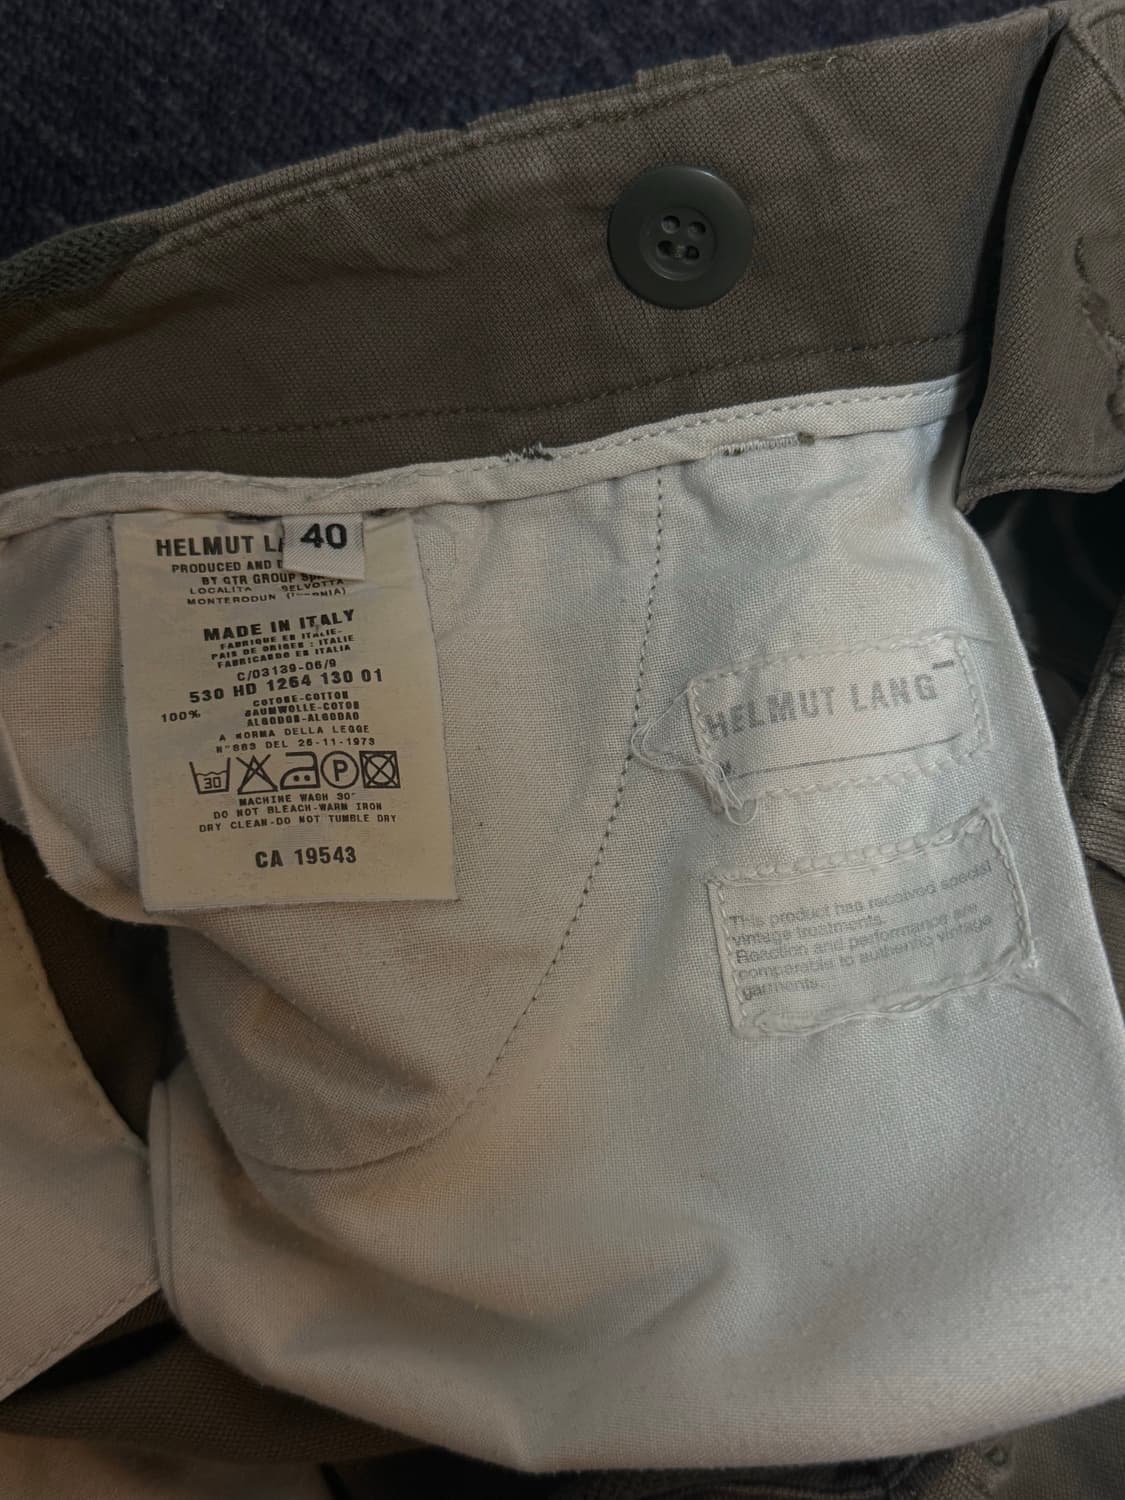 40
HELMUT
PRODUCED AND
BY GTR GROUP
LOCALITA SELVOTTA
MONTERODUNI
MADE IN ITALY
FABRIQUE EN ITALIE-
PAIS DE ORIGEN : ITALIA
FABRICADO EN ITALIA
C/03139-06/9
530 HD 1264 130 01
100% COTONE-COTTON
BAUMWOLLE-COTON
ALGODON-ALGODAO
A NORMA DELLA LEGGE
N°883 DEL 26-11-1973
30
P
MACHINE WASH 30°
DO NOT BLEACH-WARM IRON
DRY CLEAN-DO NOT TUMBLE DRY
CA 19543
HELMUT LANG
This product has received special
vintage treatments.
Reaction and performance are
comparable to authentic vintage
garments.